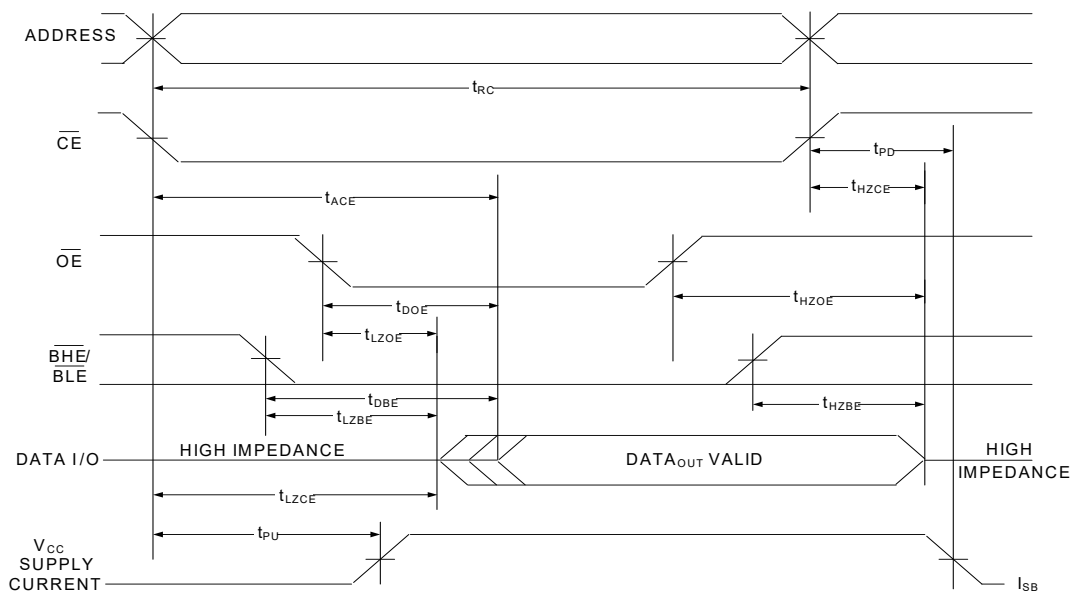 ADDRESS
tRC
CE
tPD
tHZCE
tACE
OE
tDOE
tHZOE
tLZOE
BHE/
BLE
tDBE
tHZBE
tLZBE
DATA I/O
HIGH IMPEDANCE
DATAOUT VALID
HIGH
IMPEDANCE
tLZCE
tPU
VCC
SUPPLY
CURRENT
ISB